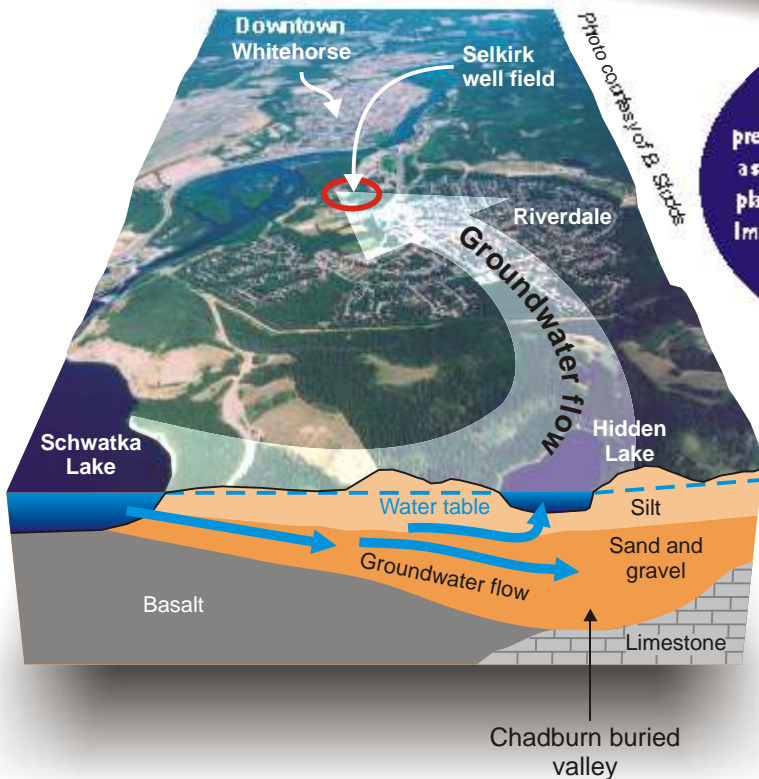 Downtown
Whitehorse
Selkirk
well field
Photo courtesy of B. Studds
Riverdale
Groundwater flow
Schwatka
Lake
Hidden
Lake
Water table
Silt
Sand and
gravel
Groundwater flow
Basalt
Limestone
Chadburn buried
valley